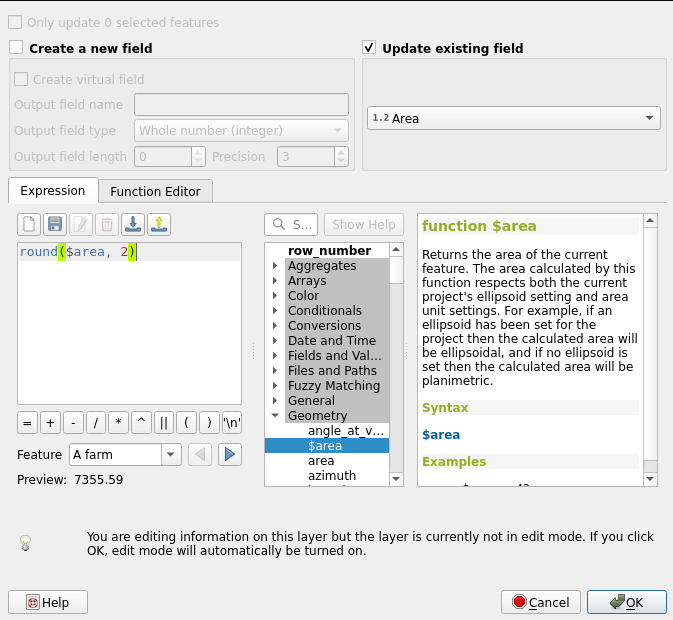 Only update 0 selected features
Create a new field
Update existing field
Create virtual field
Output field name
Output field type Whole number (integer)
Output field length 0 Precision 3
1.2 Area
Expression Function Editor
S... Show Help
round($area, 2)
= + - / * ^ || ( ) '\n'
Feature A farm
Preview: 7355.59
row_number
Aggregates
Arrays
Color
Conditionals
Conversions
Date and Time
Fields and Val...
Files and Paths
Fuzzy Matching
General
Geometry
angle_at_v...
$area
area
azimuth
function $area
Returns the area of the current
feature. The area calculated by this
function respects both the current
project's ellipsoid setting and area
unit settings. For example, if an
ellipsoid has been set for the
project then the calculated area will
be ellipsoidal, and if no ellipsoid is
set then the calculated area will be
planimetric.
Syntax
$area
Examples
You are editing information on this layer but the layer is currently not in edit mode. If you click
OK, edit mode will automatically be turned on.
Help Cancel OK